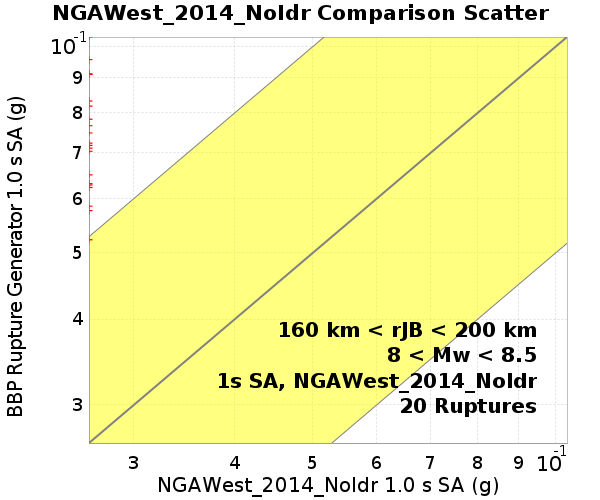 NGAWest_2014_NoIdr Comparison Scatter
BBP Rupture Generator 1.0 s SA (g)
10⁻¹
9
8
7
6
5
4
3
160 km < rJB < 200 km
8 < Mw < 8.5
1s SA, NGAWest_2014_NoIdr
20 Ruptures
3 4 5 6 7 8 9 10⁻¹
NGAWest_2014_NoIdr 1.0 s SA (g)